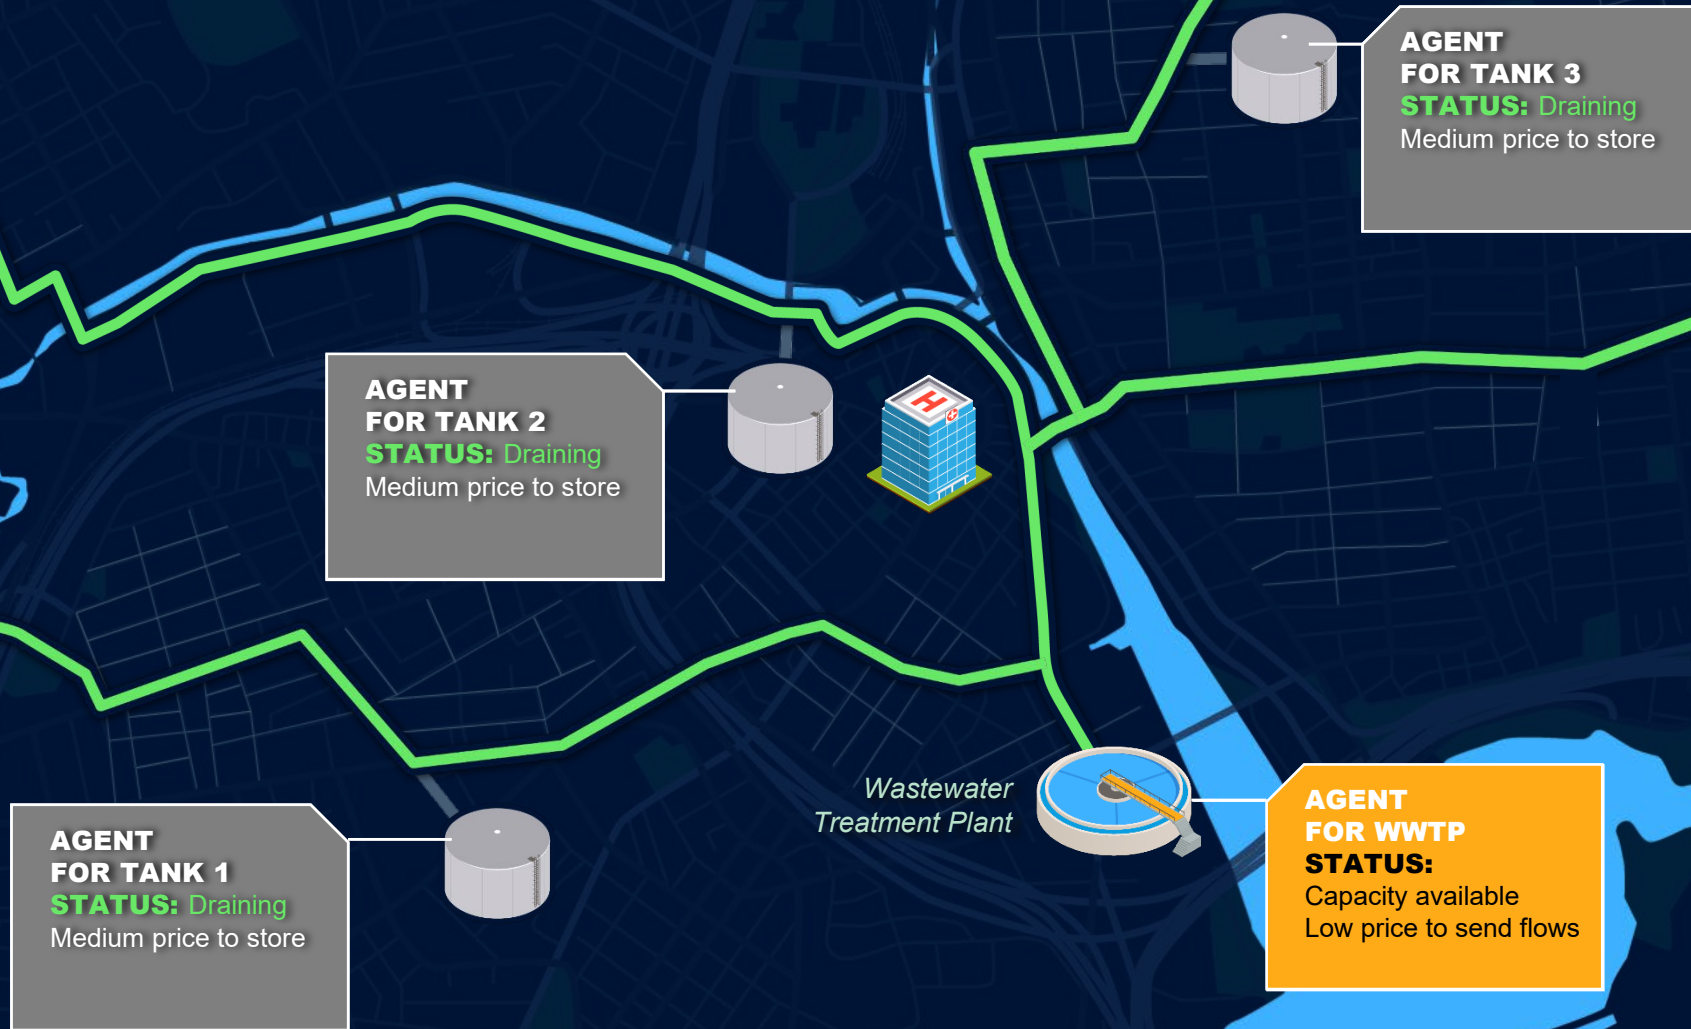 AGENT
FOR TANK 3
STATUS: Draining
Medium price to store
AGENT
FOR TANK 2
STATUS: Draining
Medium price to store
H
Wastewater
Treatment Plant
AGENT
FOR WWTP
STATUS:
Capacity available
Low price to send flows
AGENT
FOR TANK 1
STATUS: Draining
Medium price to store